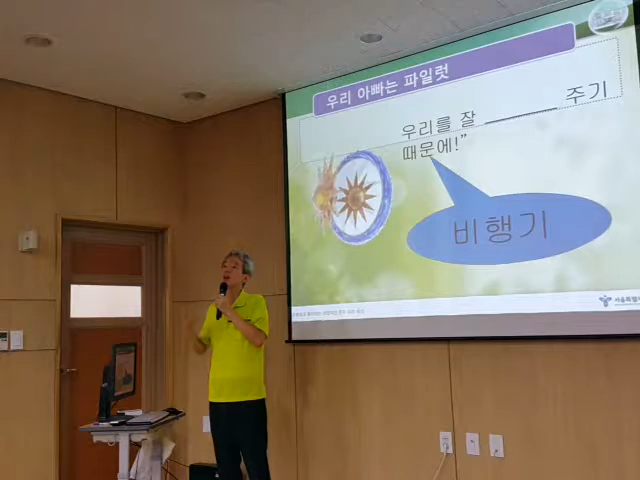 우리 아빠는 파일럿
우리를 잘 ________ 주기
때문에!”
비행기